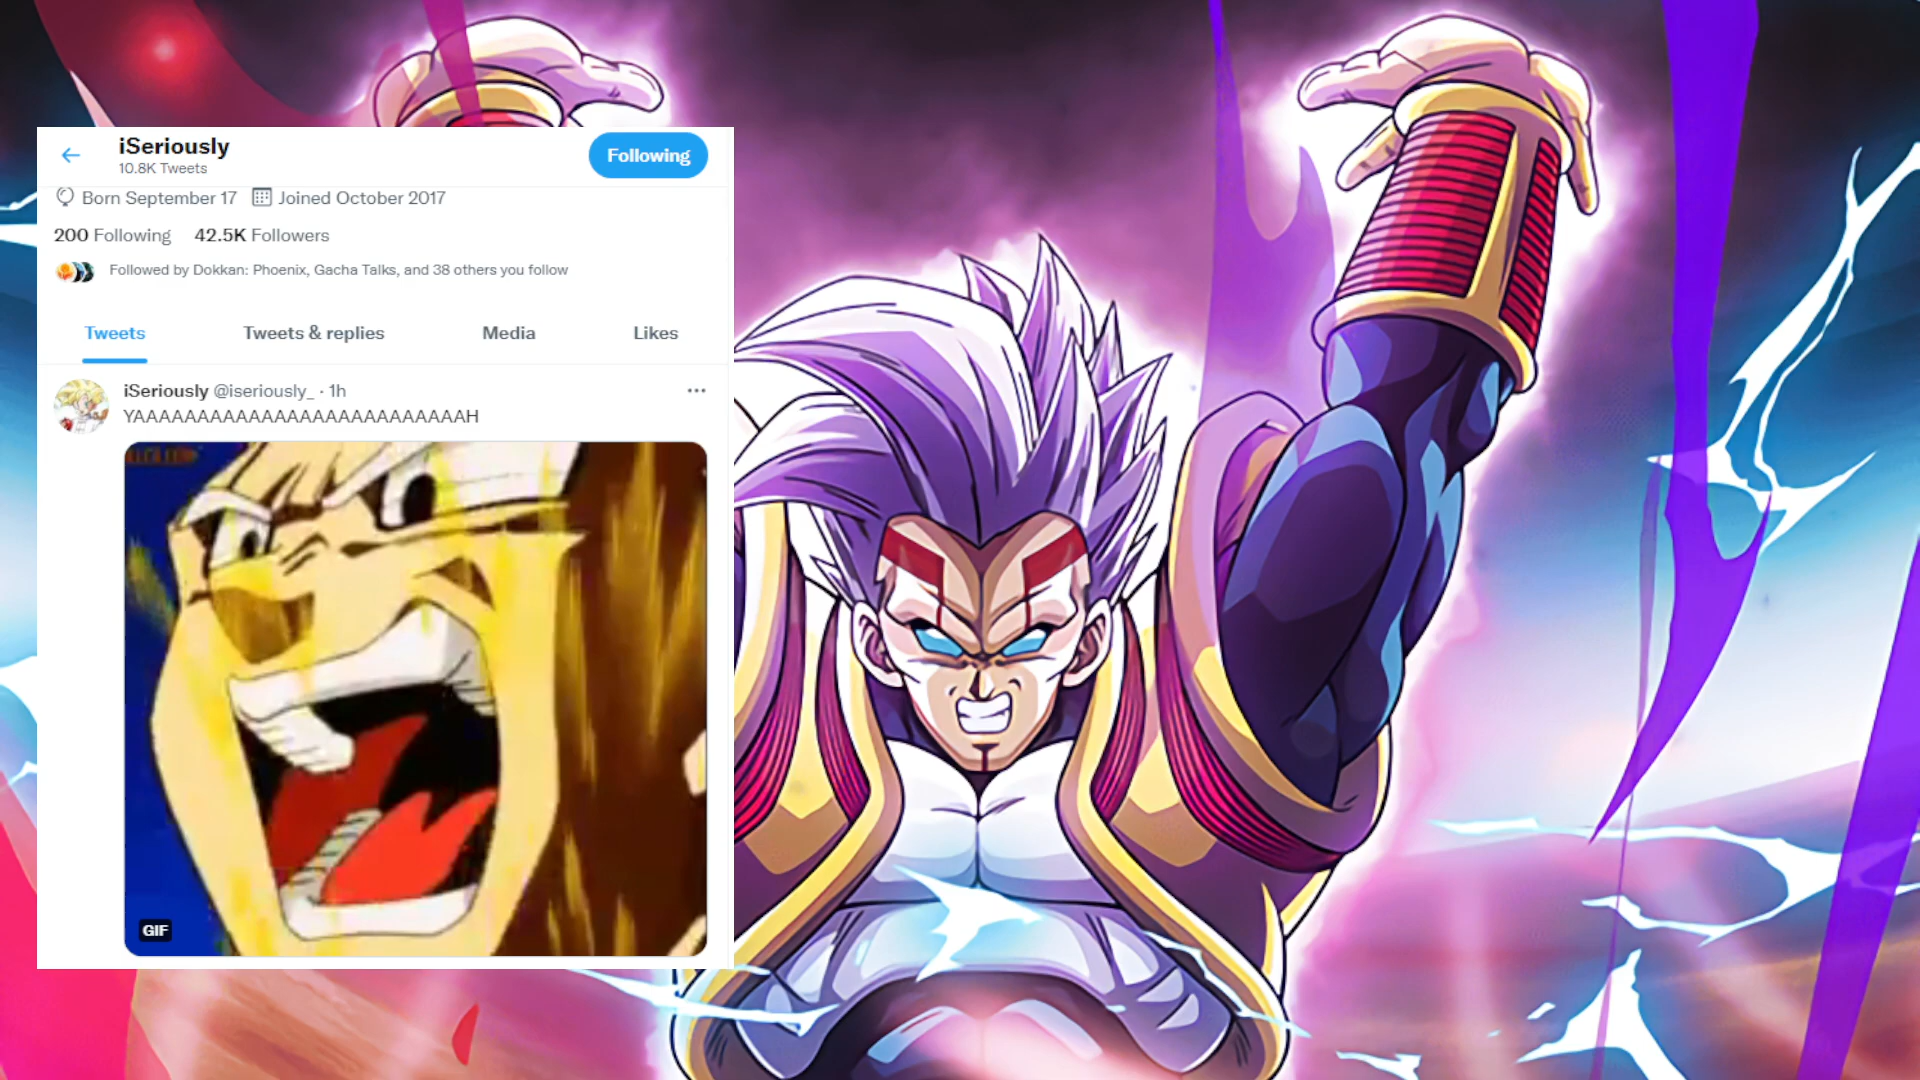 iSeriously
10.8K Tweets
Following
Born September 17 Joined October 2017
200 Following 42.5K Followers
Followed by Dokkan: Phoenix, Gacha Talks, and 38 others you follow
Tweets Tweets & replies Media Likes
iSeriously @iseriously_ · 1h
YAAAAAAAAAAAAAAAAAAAAAAAAAAH
GIF